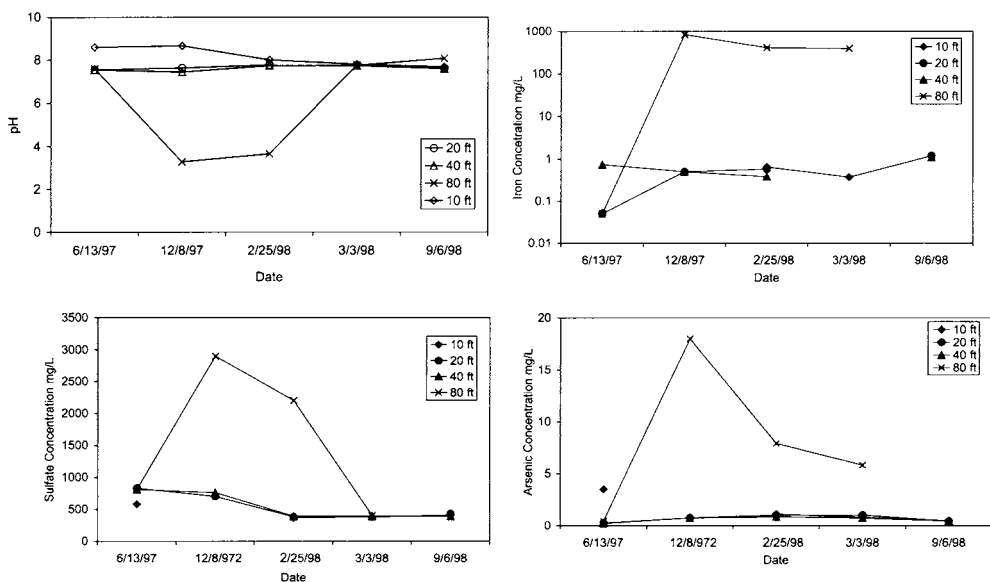 10
8
6
4
2
0
pH
20 ft
40 ft
80 ft
10 ft
6/13/97 12/8/97 2/25/98 3/3/98 9/6/98
Date
1000
100
10
1
0.1
0.01
Iron Concetration mg/L
10 ft
20 ft
40 ft
80 ft
6/13/97 12/8/97 2/25/98 3/3/98 9/6/98
Date
3500
3000
2500
2000
1500
1000
500
0
Sulfate Concentration mg/L
10 ft
20 ft
40 ft
80 ft
6/13/97 12/8/972 2/25/98 3/3/98 9/6/98
Date
20
15
10
5
0
Arsenic Concentration mg/L
10 ft
20 ft
40 ft
80 ft
6/13/97 12/8/972 2/25/98 3/3/98 9/6/98
Date